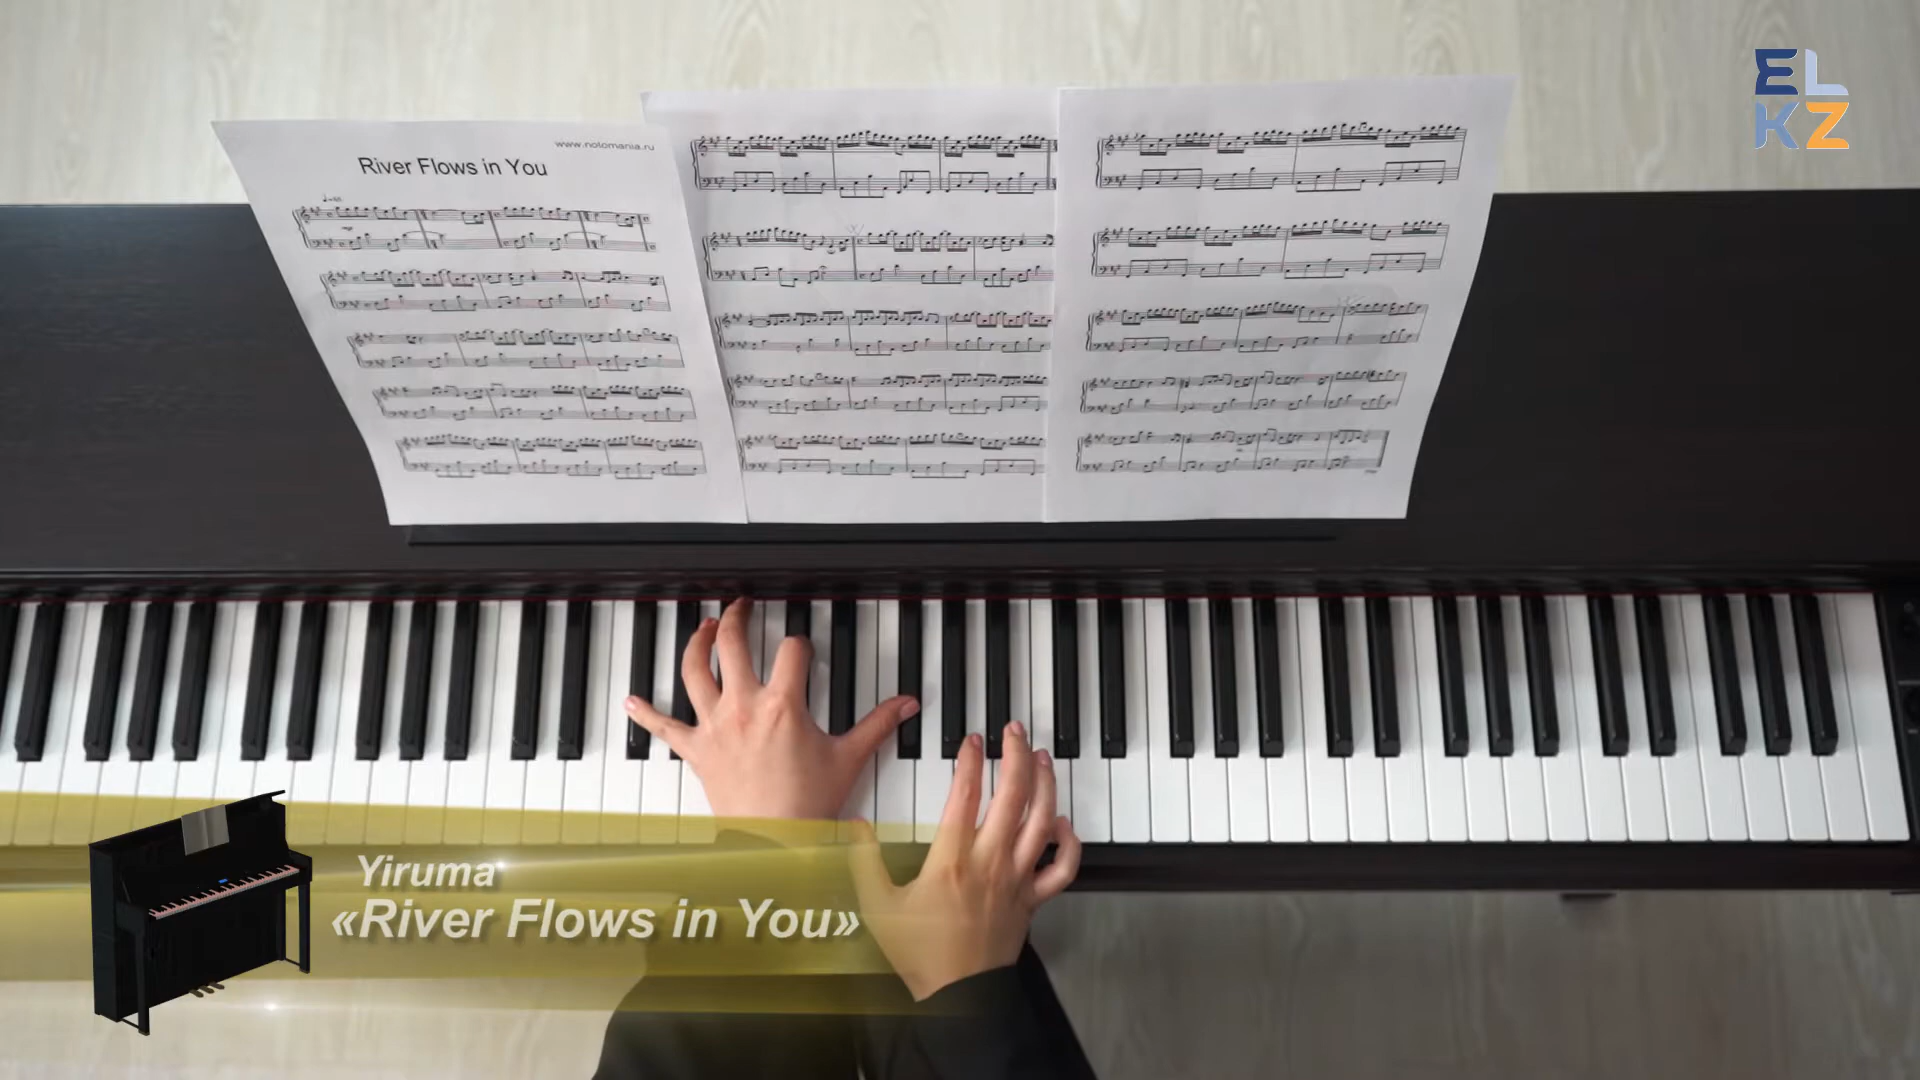 EL
KZ
www.notomania.ru
River Flows in You
Yiruma
«River Flows in You»